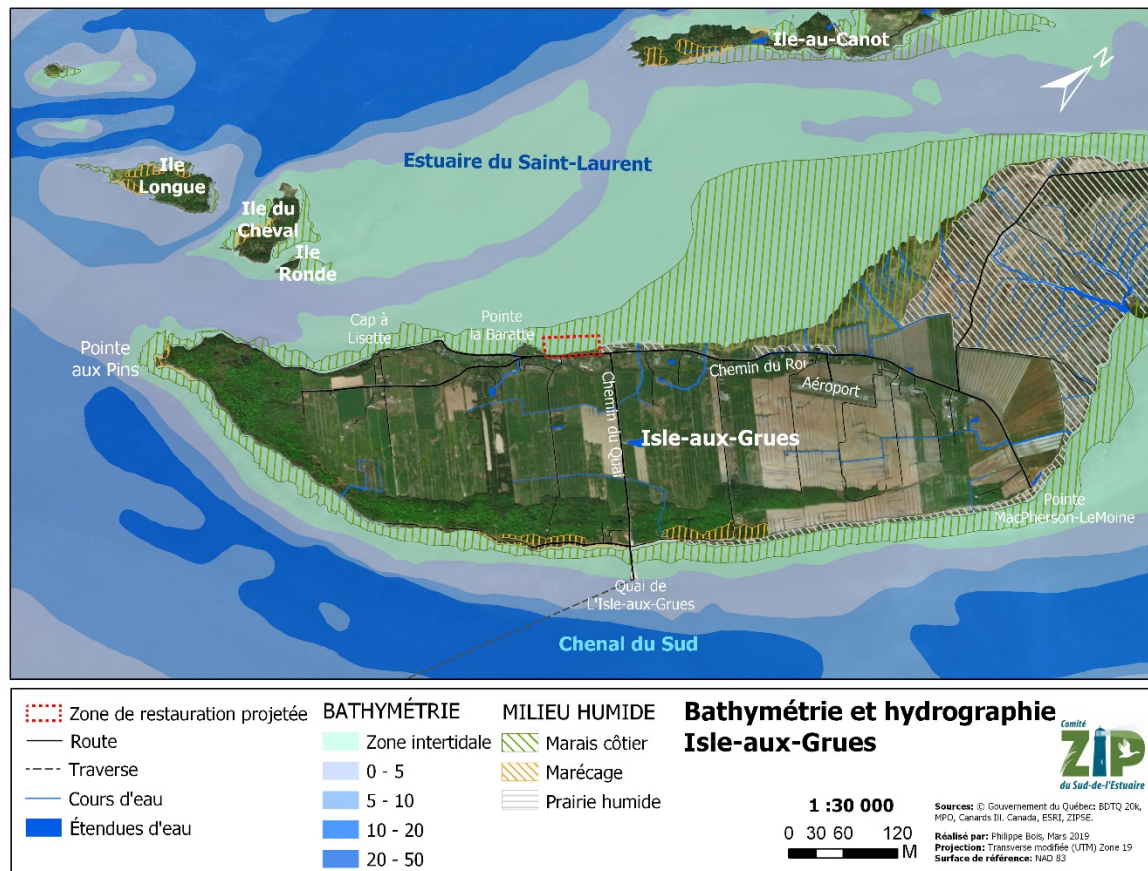 Ile-au-Canot
N
Ile
Longue
Estuaire du Saint-Laurent
Ile du
Cheval
Ile
Ronde
Cap à
Lisette
Pointe
la Baratte
Pointe
aux Pins
Chemin du Roi
Aéroport
Chemin du Quai
Isle-aux-Grues
Pointe
MacPherson-LeMoine
Quai de
L'Isle-aux-Grues
Chenal du Sud
Zone de restauration projetée
Route
Traverse
Cours d'eau
Étendues d'eau
BATHYMÉTRIE
Zone intertidale
0 - 5
5 - 10
10 - 20
20 - 50
MILIEU HUMIDE
Marais côtier
Marécage
Prairie humide
Bathymétrie et hydrographie
Isle-aux-Grues
Comité
ZIP
du Sud-de-l'Estuaire
1 :30 000
0 30 60 120
M
Sources: © Gouvernement du Québec: BDTQ 20k,
MPO, Canards Ill. Canada, ESRI, ZIPSE.
Réalisé par: Philippe Bois, Mars 2019
Projection: Transverse modifiée (UTM) Zone 19
Surface de référence: NAD 83